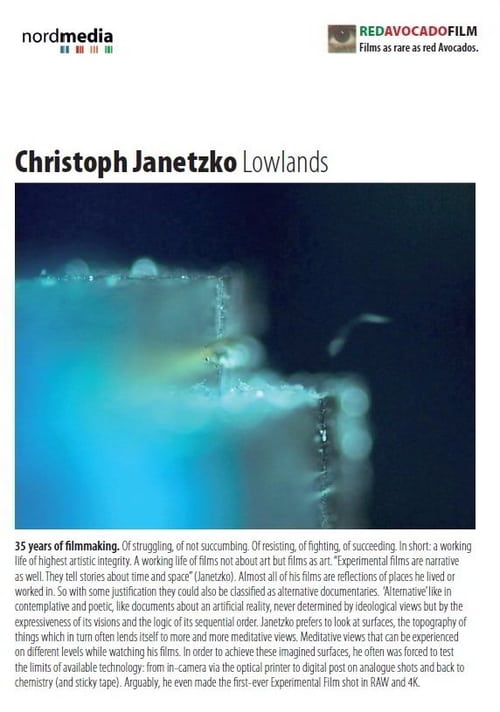 nordmedia
REDAVOCADOFILM
Films as rare as red Avocados.
Christoph Janetzko Lowlands
35 years of filmmaking. Of struggling, of not succumbing. Of resisting, of fighting, of succeeding. In short: a working
life of highest artistic integrity. A working life of films not about art but films as art. "Experimental films are narrative
as well. They tell stories about time and space" (Janetzko). Almost all of his films are reflections of places he lived or
worked in. So with some justification they could also be classified as alternative documentaries. 'Alternative' like in
contemplative and poetic, like documents about an artificial reality, never determined by ideological views but by the
expressiveness of its visions and the logic of its sequential order. Janetzko prefers to look at surfaces, the topography of
things which in turn often lends itself to more and more meditative views. Meditative views that can be experienced
on different levels while watching his films. In order to achieve these imagined surfaces, he often was forced to test
the limits of available technology: from in-camera via the optical printer to digital post on analogue shots and back to
chemistry (and sticky tape). Arguably, he even made the first-ever Experimental Film shot in RAW and 4K.